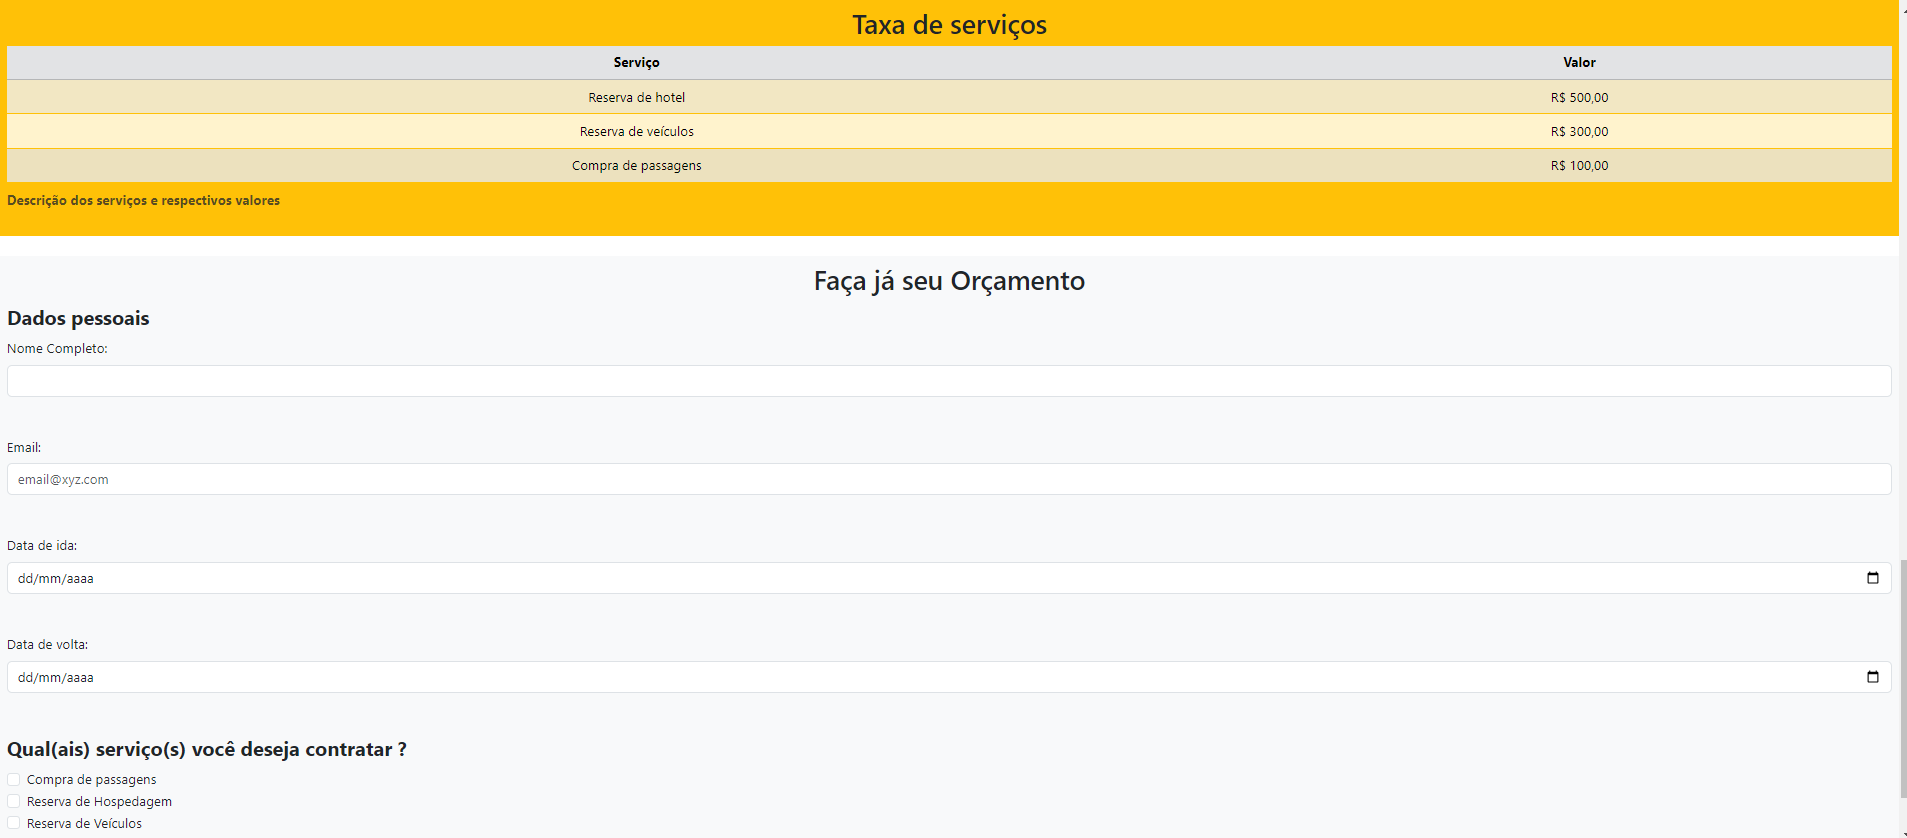 Taxa de serviços
Serviço Valor
Reserva de hotel R$ 500,00
Reserva de veículos R$ 300,00
Compra de passagens R$ 100,00
Descrição dos serviços e respectivos valores
Faça já seu Orçamento
Dados pessoais
Nome Completo:
Email:
email@xyz.com
Data de ida:
dd/mm/aaaa
Data de volta:
dd/mm/aaaa
Qual(ais) serviço(s) você deseja contratar ?
Compra de passagens
Reserva de Hospedagem
Reserva de Veículos